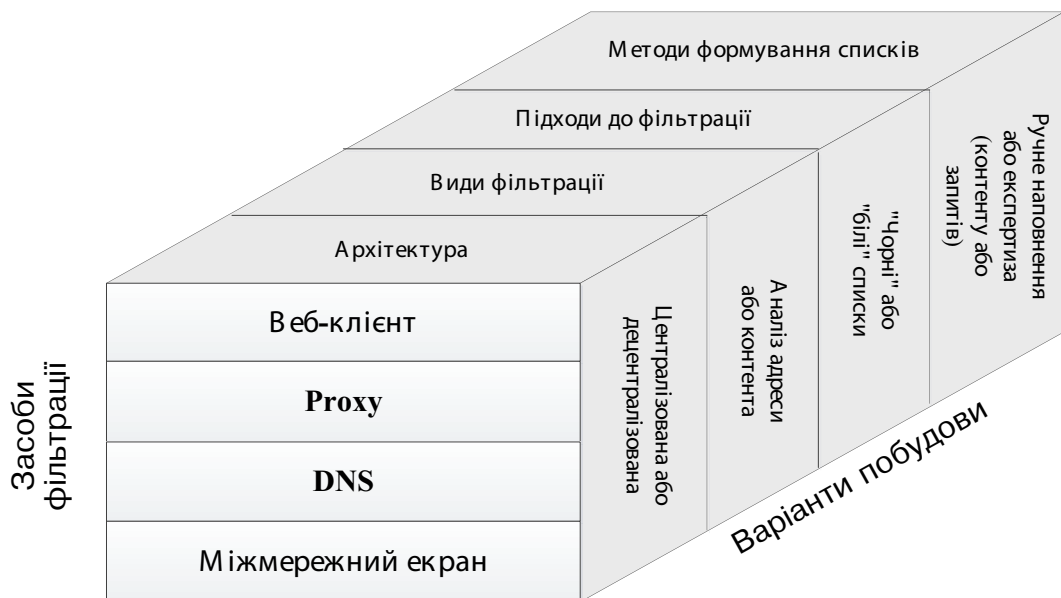 Методи формування списків
Підходи до фільтрації
Види фільтрації
Архітектура
Веб-клієнт
Proxy
DNS
Міжмережний екран
Засоби
фільтрації
Централізована або
децентралізована
Аналіз адреси
або контента
"Чорні" або
"білі" списки
Ручне наповнення
або експертиза
(контенту або
запитів)
Варіанти побудови